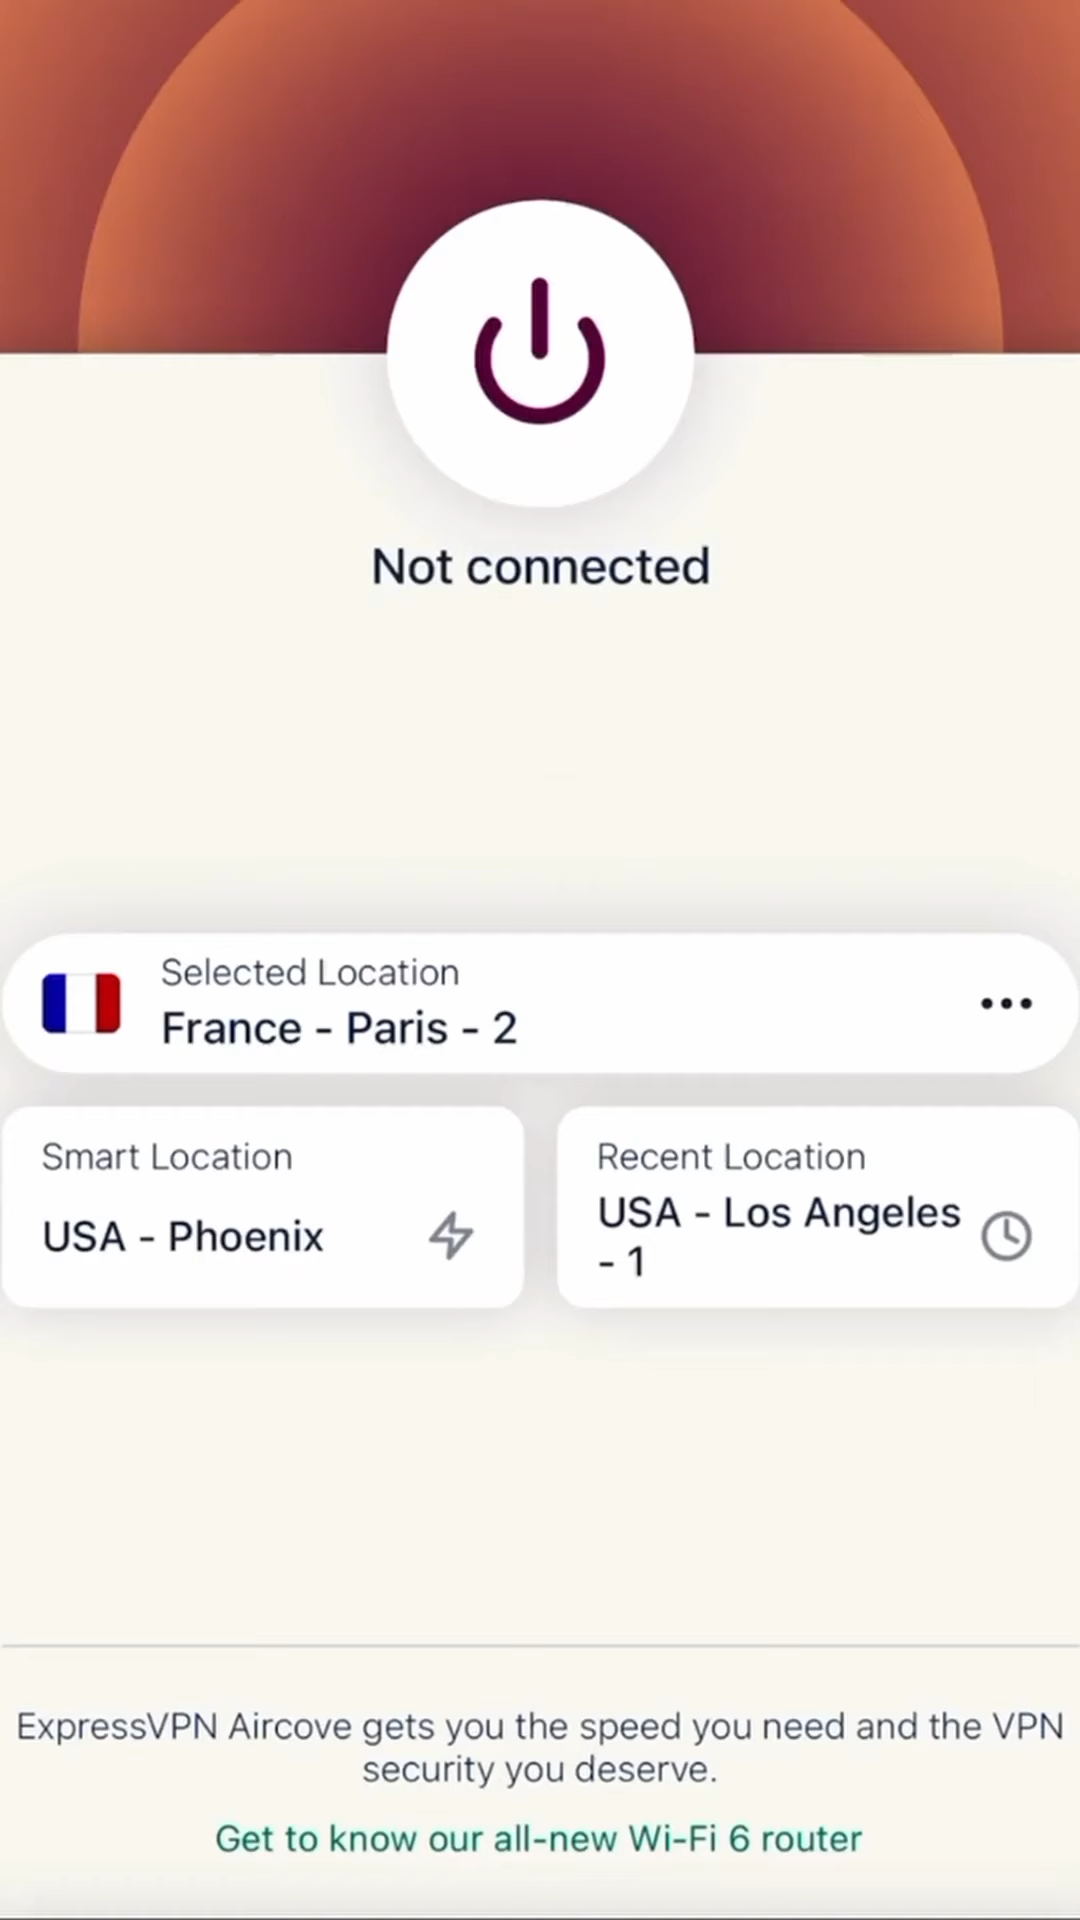 Not connected
Selected Location
France - Paris - 2
Smart Location
USA - Phoenix
Recent Location
USA - Los Angeles
- 1
ExpressVPN Aircove gets you the speed you need and the VPN
security you deserve.
Get to know our all-new Wi-Fi 6 router